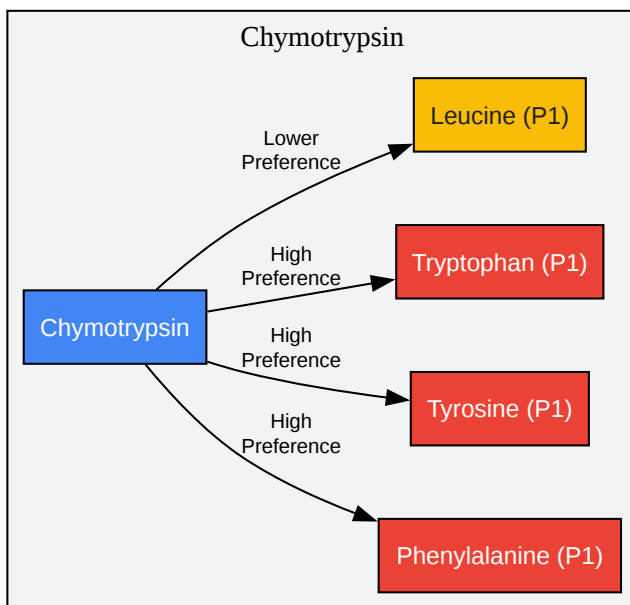 Chymotrypsin
Leucine (P1)
Lower
Preference
High
Preference
Tryptophan (P1)
Chymotrypsin
High
Preference
Tyrosine (P1)
High
Preference
Phenylalanine (P1)